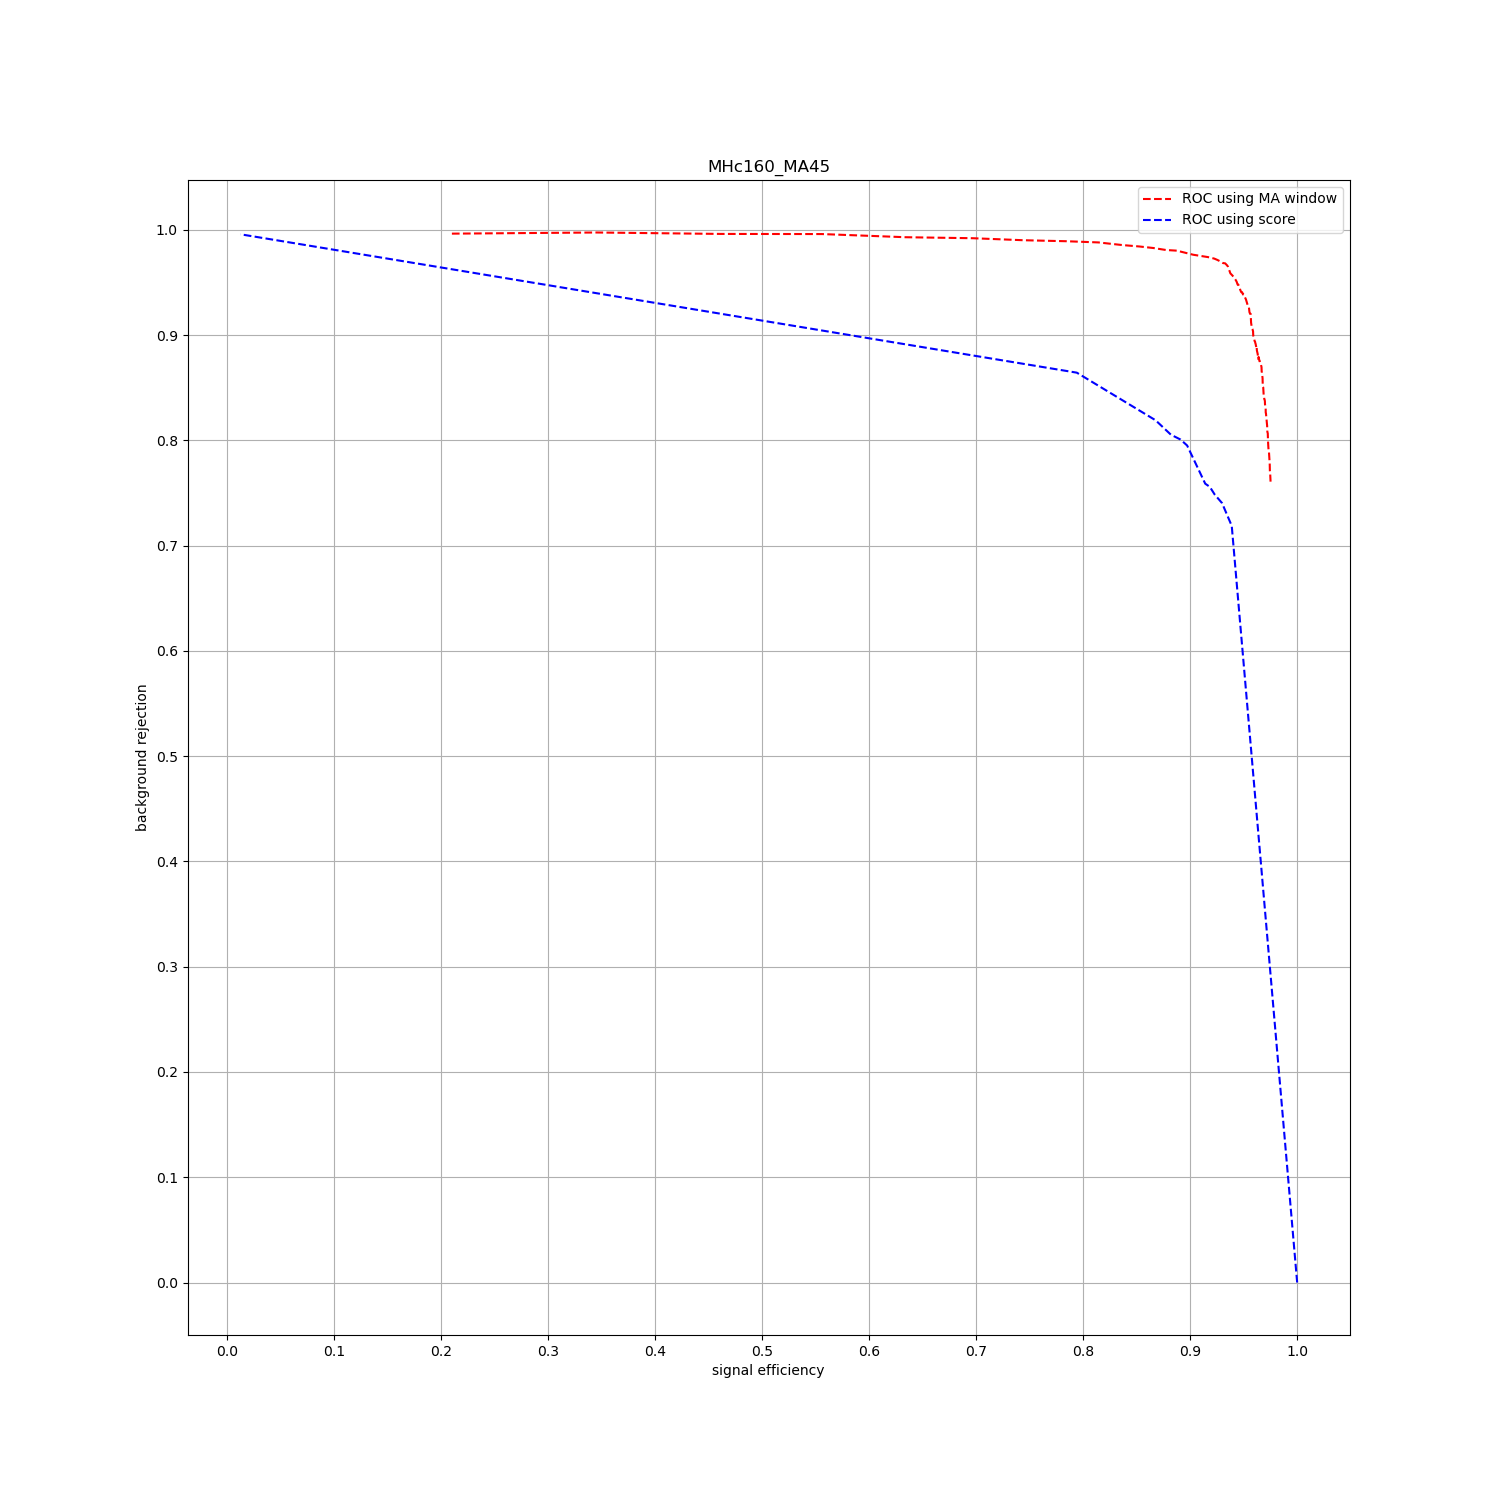 MHc160_MA45
ROC using MA window
ROC using score
1.0
0.9
0.8
0.7
0.6
0.5
0.4
0.3
0.2
0.1
0.0
background rejection
0.0 0.1 0.2 0.3 0.4 0.5 0.6 0.7 0.8 0.9 1.0
signal efficiency